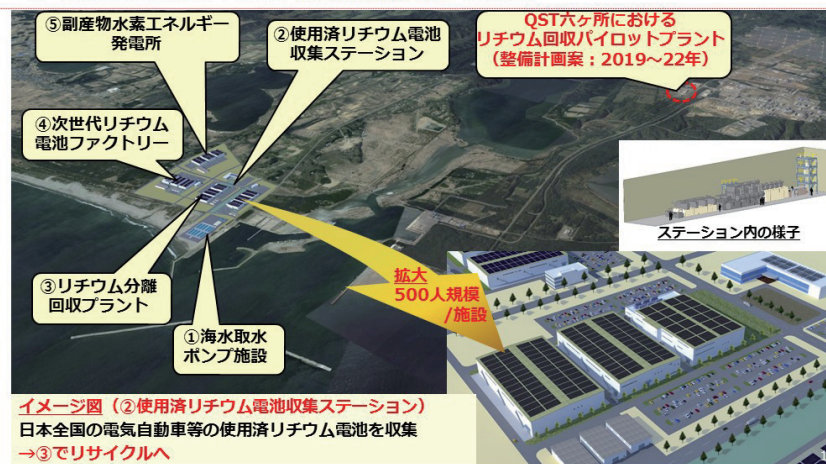 ⑤副産物水素エネルギー
発電所
②使用済リチウム電池
収集ステーション
QST六ヶ所における
リチウム回収パイロットプラント
（整備計画案：2019～22年）
④次世代リチウム
電池ファクトリー
ステーション内の様子
③リチウム分離
回収プラント
①海水取水
ポンプ施設
拡大
500人規模
/施設
イメージ図（②使用済リチウム電池収集ステーション）
日本全国の電気自動車等の使用済リチウム電池を収集
→③でリサイクルへ